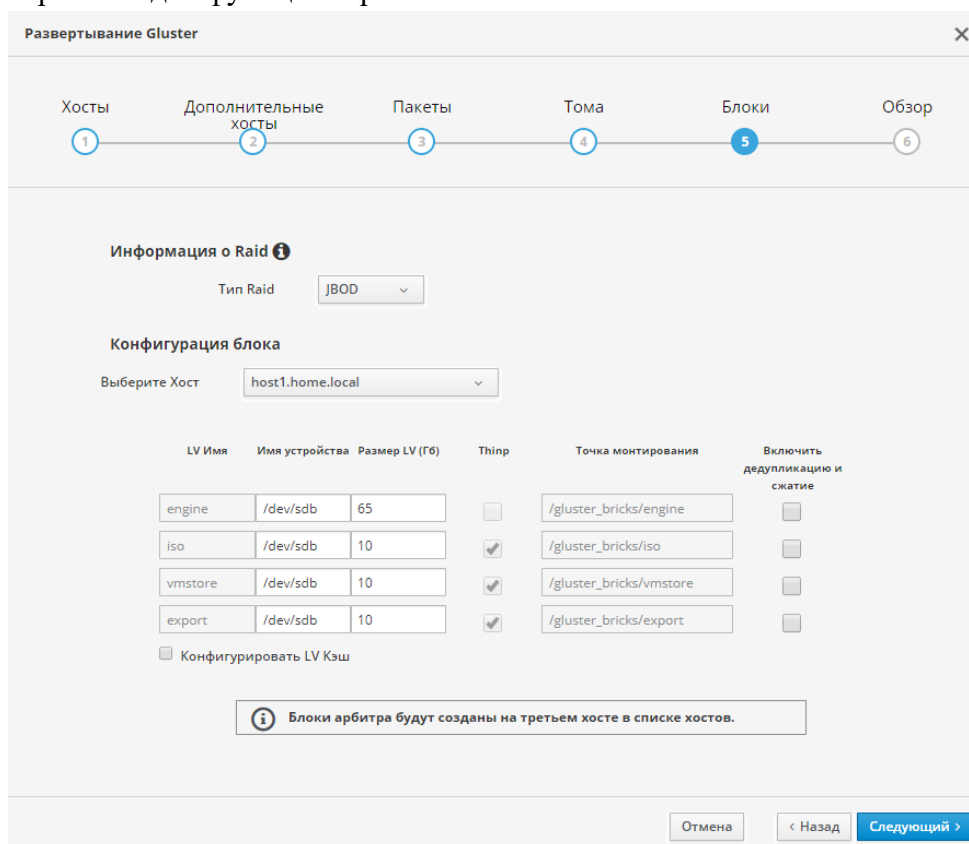 Развертывание Gluster
Хосты Дополнительные хосты Пакеты Тома Блоки Обзор
1 2 3 4 5 6
Информация о Raid
Тип Raid JBOD
Конфигурация блока
Выберите Хост host1.home.local
LV Имя Имя устройства Размер LV (Гб) Thinp Точка монтирования Включить дедупликацию и сжатие
engine /dev/sdb 65 /gluster_bricks/engine
iso /dev/sdb 10 /gluster_bricks/iso
vmstore /dev/sdb 10 /gluster_bricks/vmstore
export /dev/sdb 10 /gluster_bricks/export
Конфигурировать LV Кэш
Блоки арбитра будут созданы на третьем хосте в списке хостов.
Отмена < Назад Следующий >